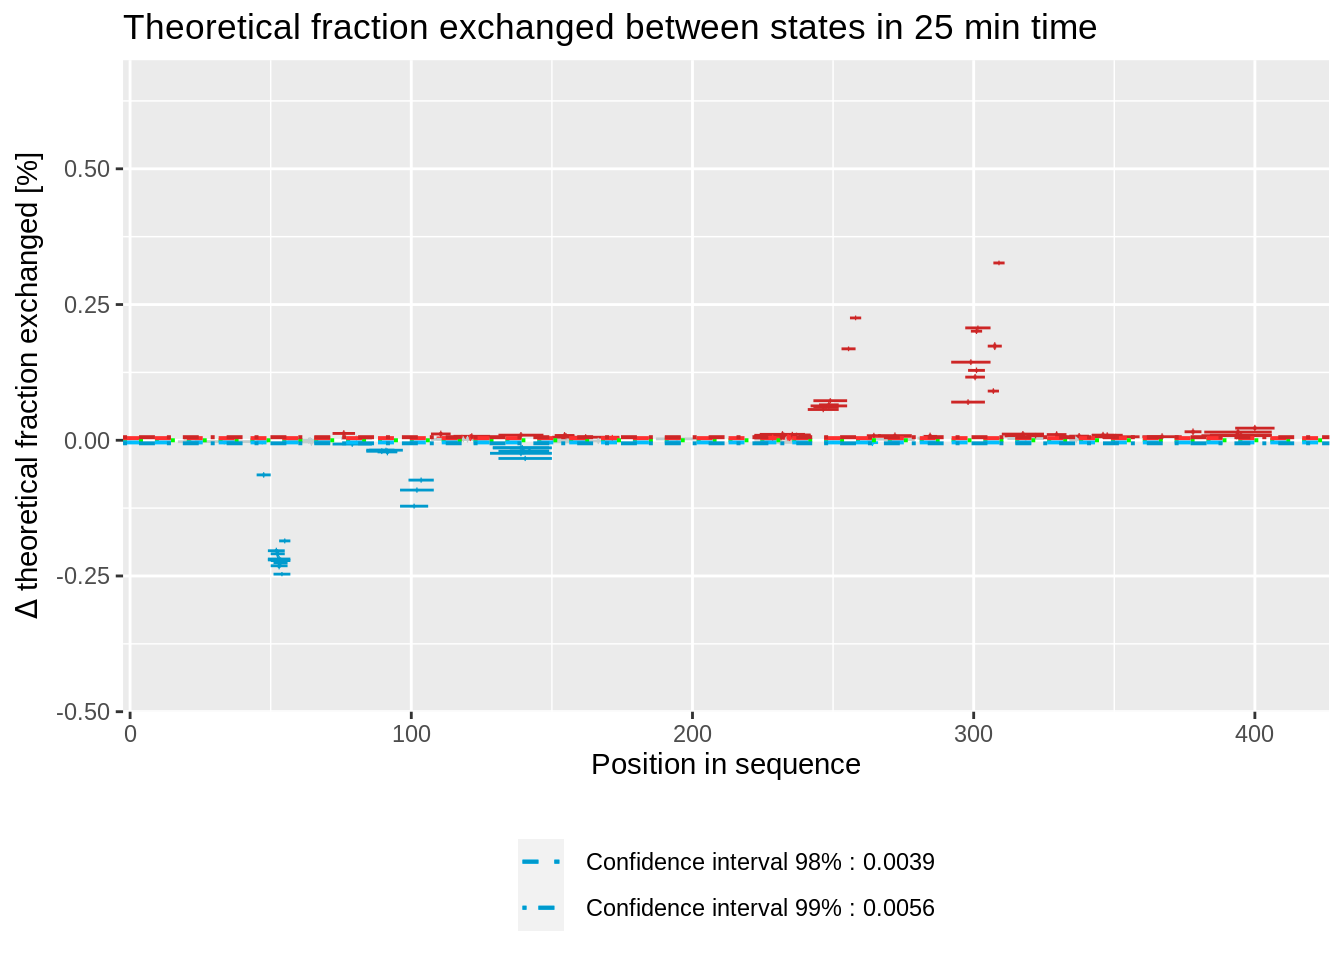 Theoretical fraction exchanged between states in 25 min time
Δ theoretical fraction exchanged [%]
0.50
0.25
0.00
-0.25
-0.50
0 100 200 300 400
Position in sequence
Confidence interval 98% : 0.0039
Confidence interval 99% : 0.0056